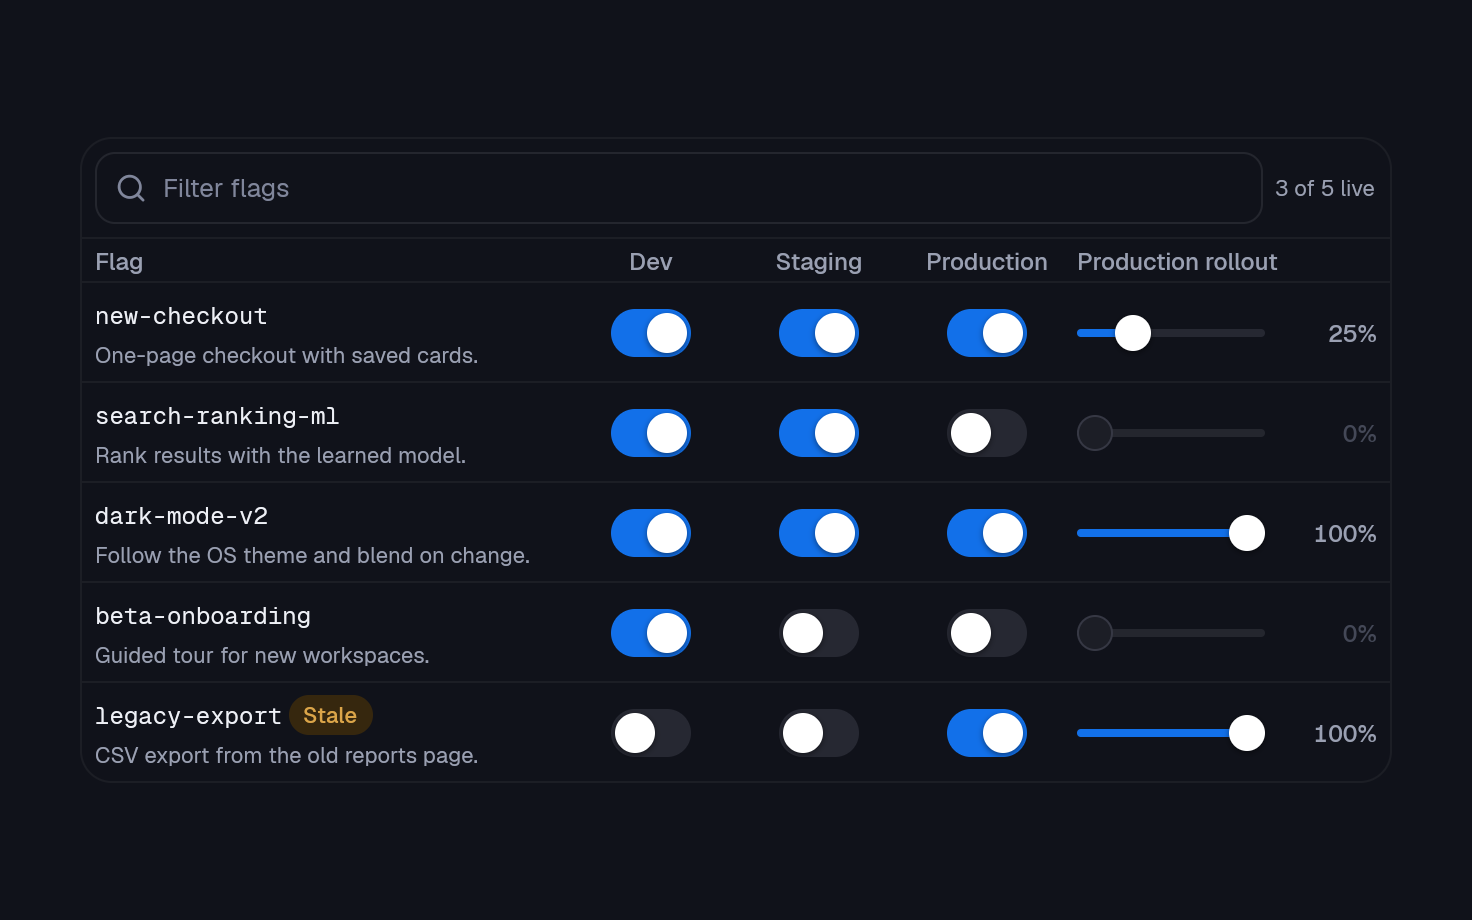 Filter flags
3 of 5 live
Flag Dev Staging Production Production rollout
new-checkout
One-page checkout with saved cards.
25%
search-ranking-ml
Rank results with the learned model.
0%
dark-mode-v2
Follow the OS theme and blend on change.
100%
beta-onboarding
Guided tour for new workspaces.
0%
legacy-export Stale
CSV export from the old reports page.
100%